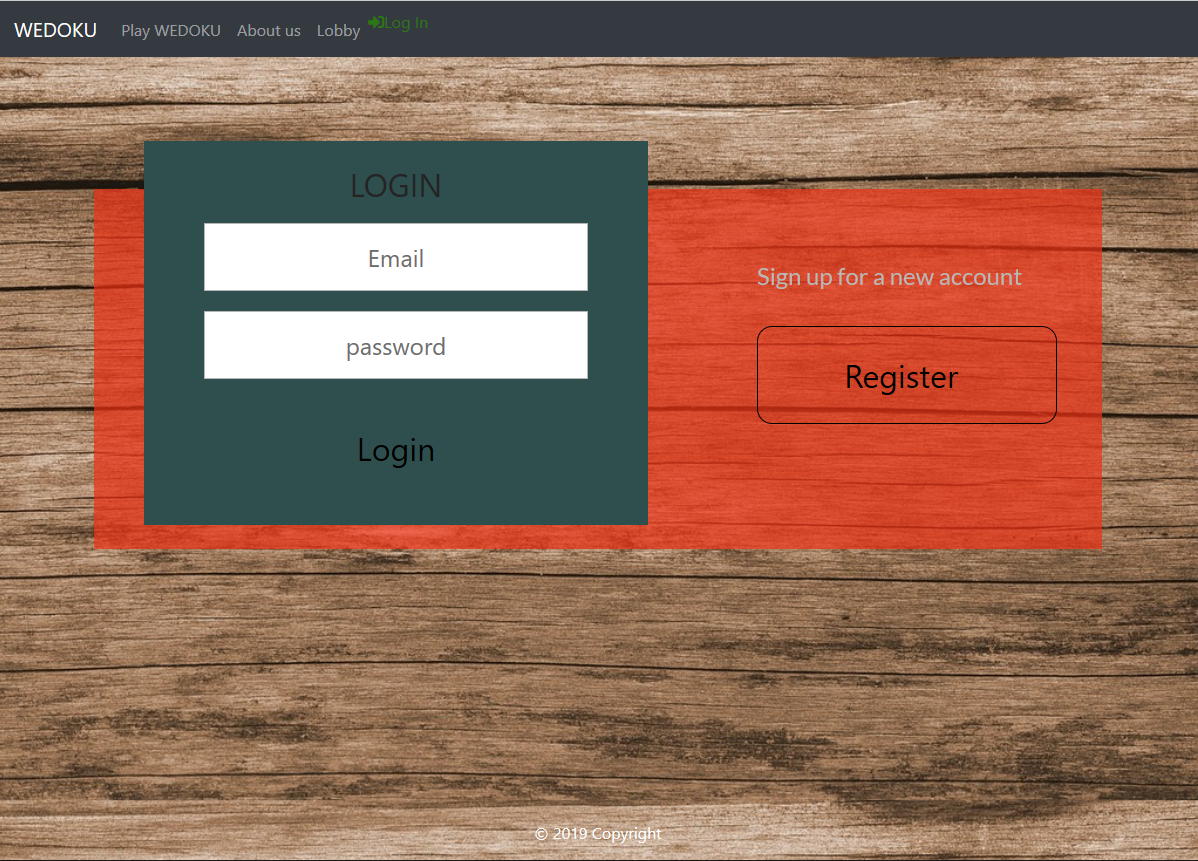 WEDOKU Play WEDOKU About us Lobby Log In
LOGIN
Email
password
Login
Sign up for a new account
Register
© 2019 Copyright